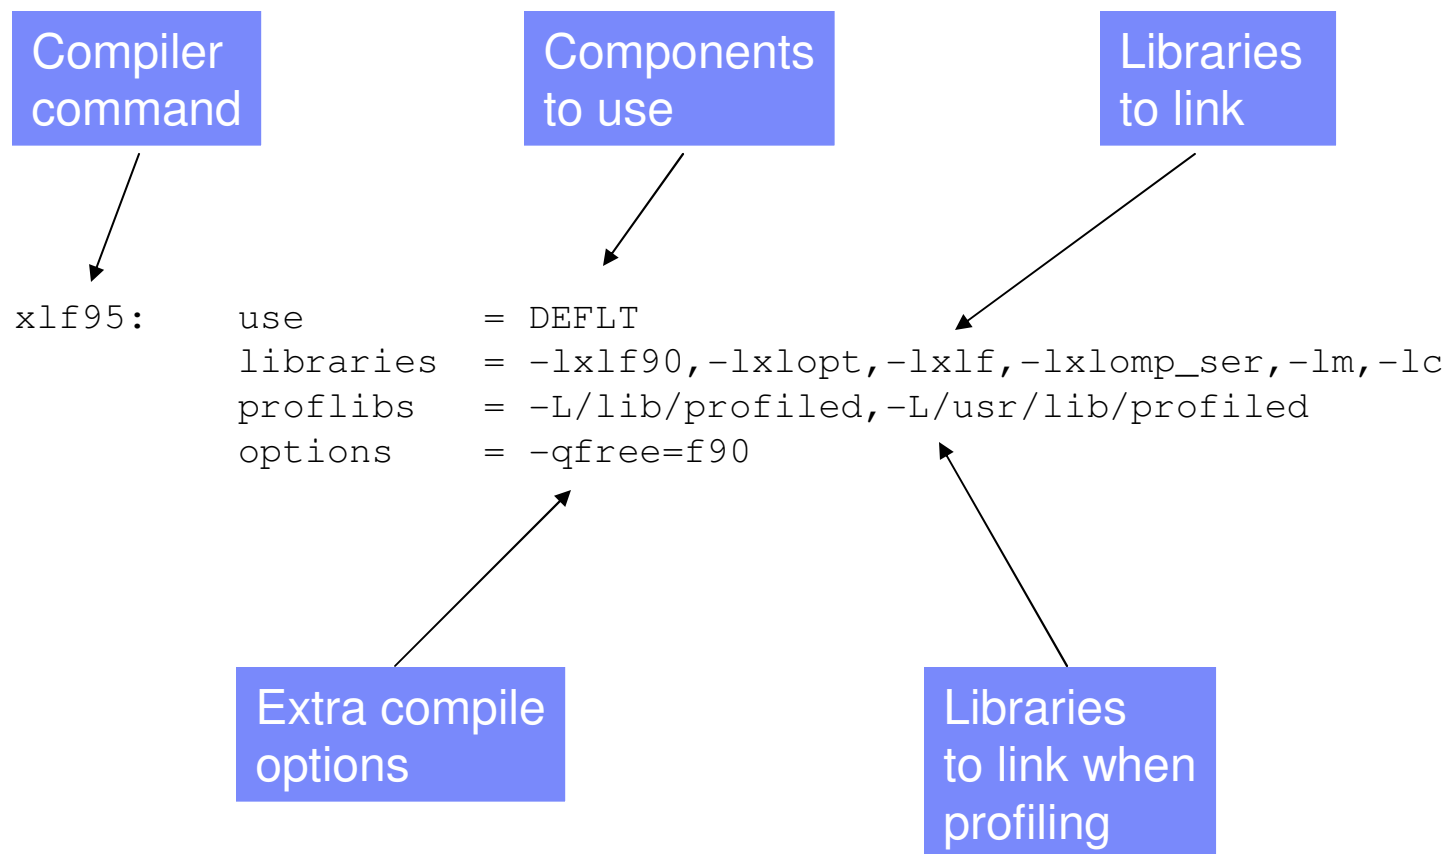 Compiler
command
Components
to use
Libraries
to link
xlf95: use = DEFLT
libraries = -lxlf90,-lxlopt,-lxlf,-lxlomp_ser,-lm,-lc
proflibs = -L/lib/profiled,-L/usr/lib/profiled
options = -qfree=f90
Extra compile
options
Libraries
to link when
profiling